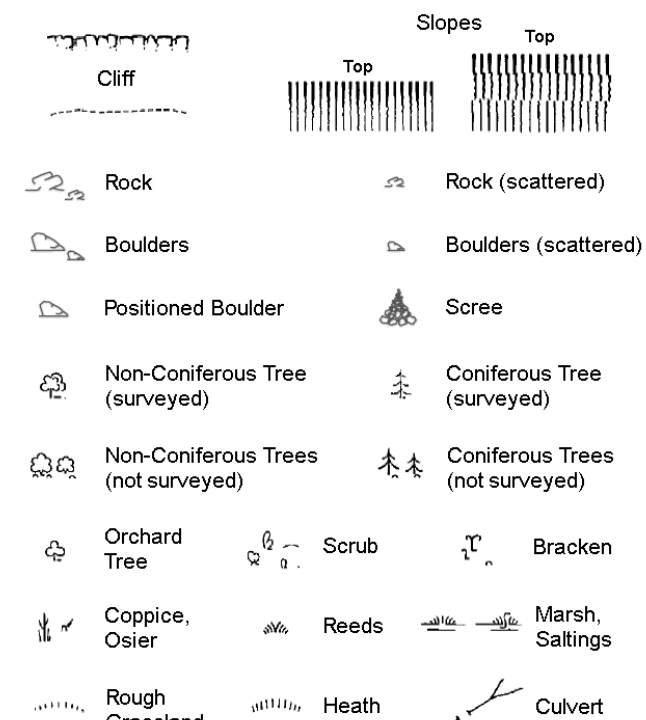 Slopes
Top
Top
Cliff
Rock
Rock (scattered)
Boulders
Boulders (scattered)
Positioned Boulder
Scree
Non-Coniferous Tree
(surveyed)
Coniferous Tree
(surveyed)
Non-Coniferous Trees
(not surveyed)
Coniferous Trees
(not surveyed)
Orchard
Tree
Scrub
Bracken
Coppice,
Osier
Reeds
Marsh,
Saltings
Rough
Grassland
Heath
Culvert